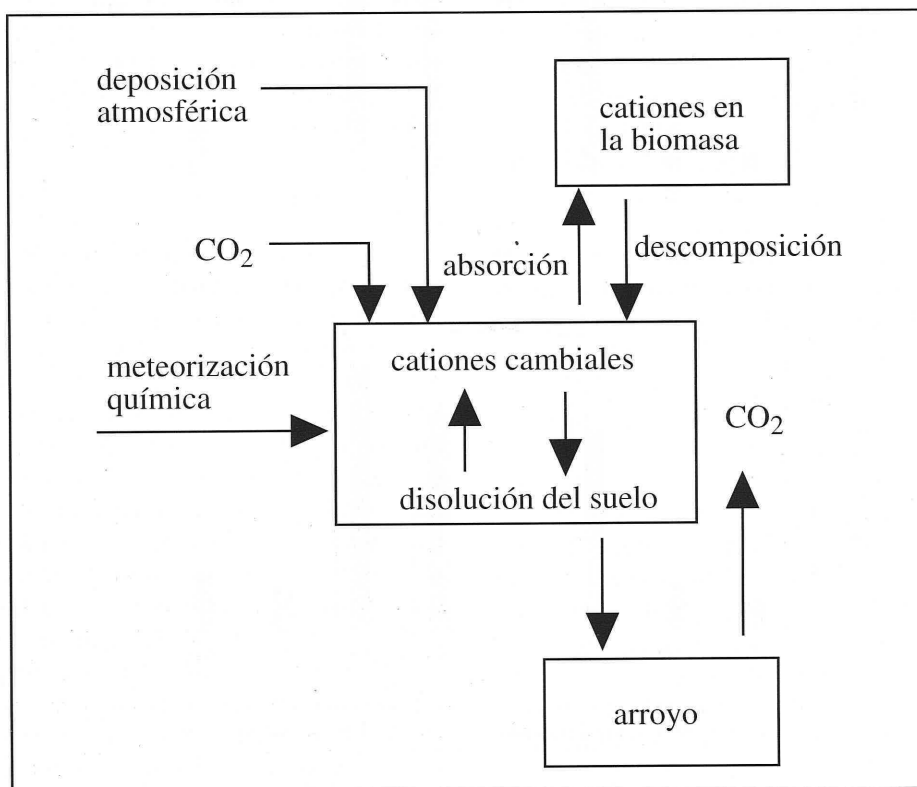 deposición
atmosférica
cationes en
la biomasa
CO₂
absorción
descomposición
meteorización
química
cationes cambiales
CO₂
disolución del suelo
arroyo